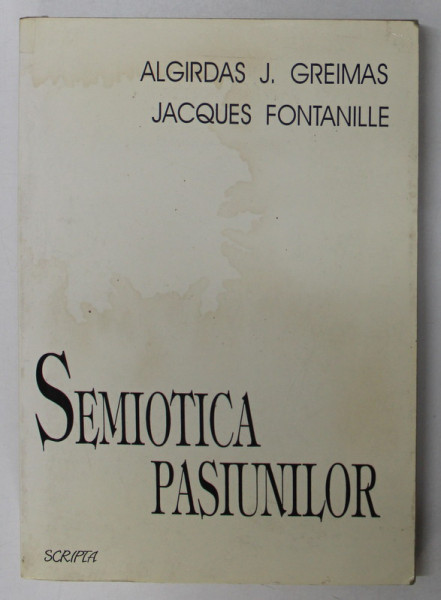 ALGIRDAS J. GREIMAS
JACQUES FONTANILLE
SEMIOTICA
PASIUNILOR
SCRIPTA